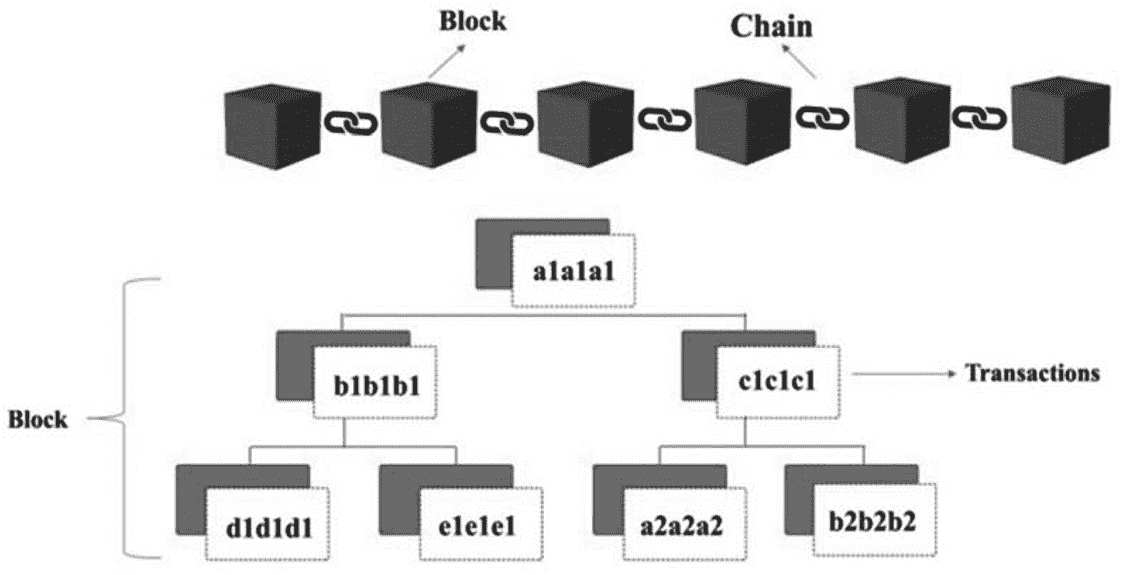 Block
Chain
a1a1a1
b1b1b1
c1c1c1
Transactions
Block
d1d1d1
e1e1e1
a2a2a2
b2b2b2